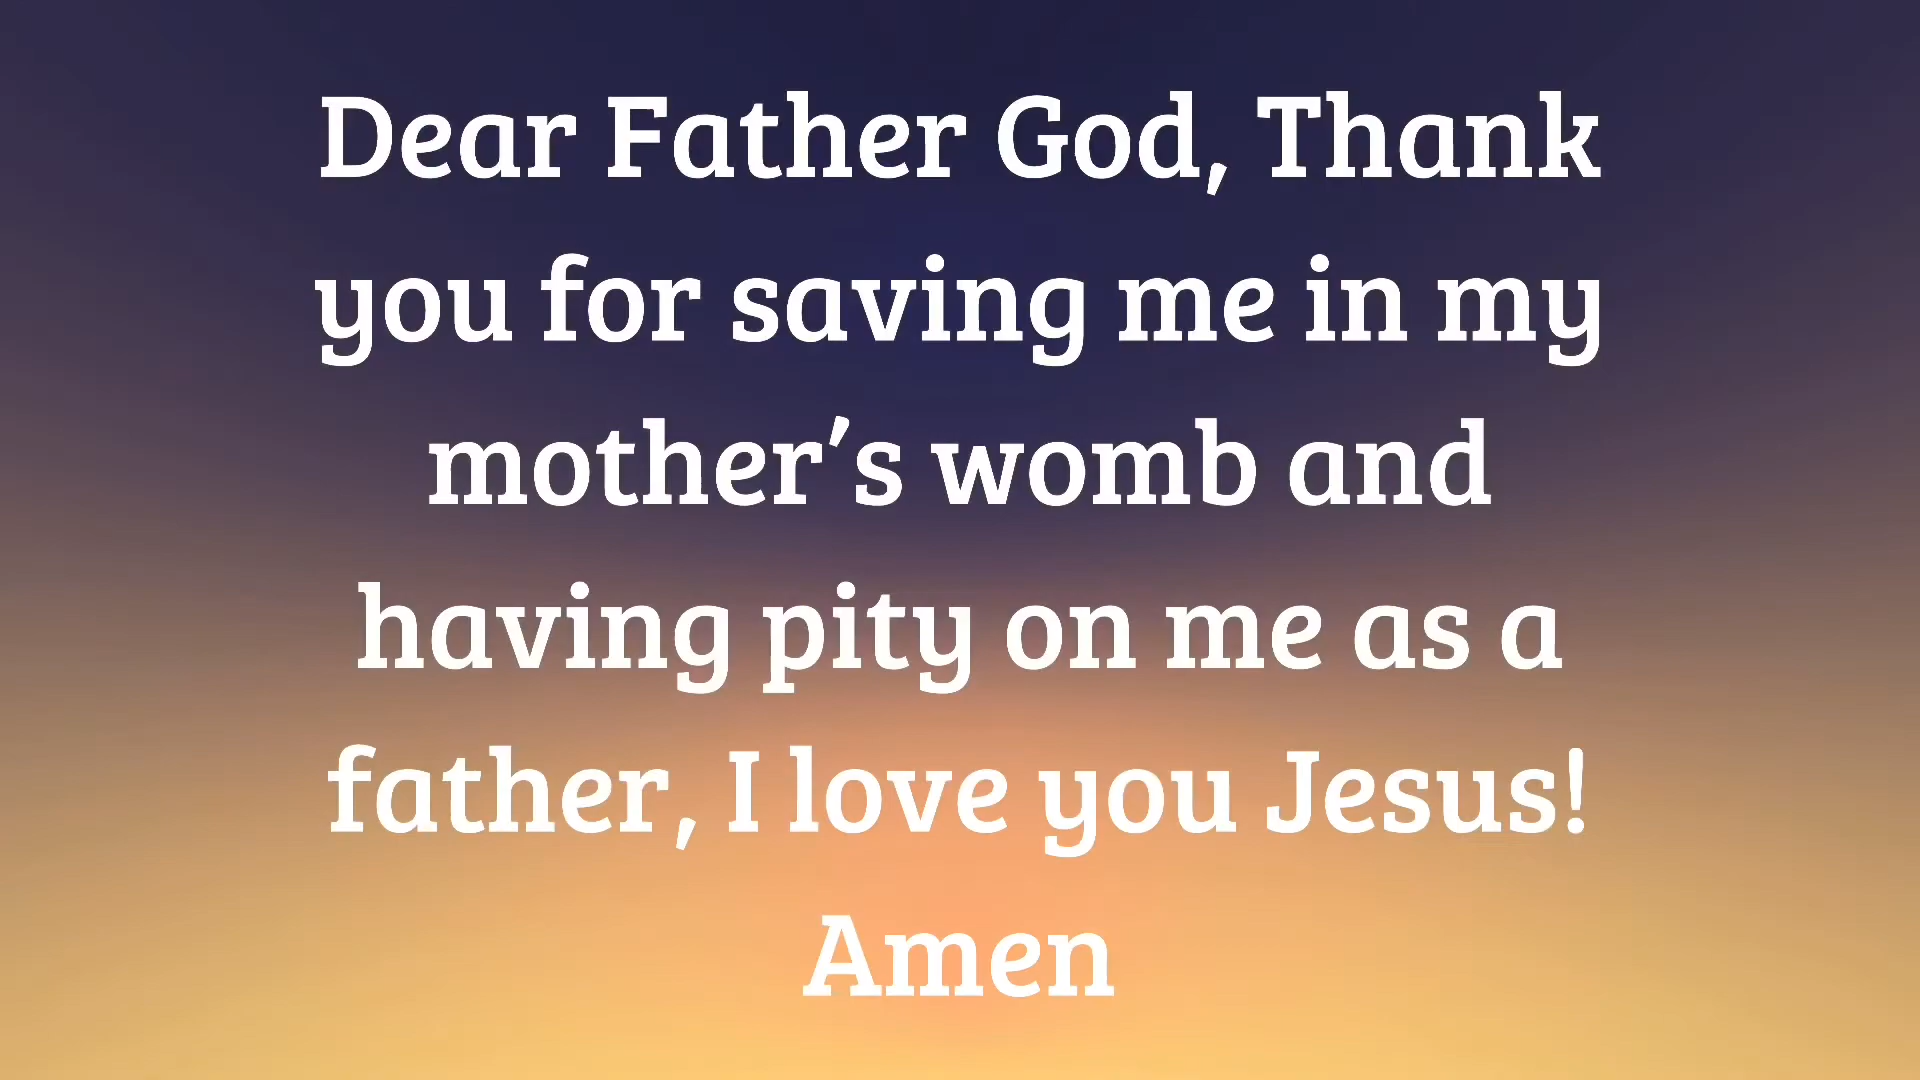 Dear Father God, Thank
you for saving me in my
mother’s womb and
having pity on me as a
father, I love you Jesus!
Amen